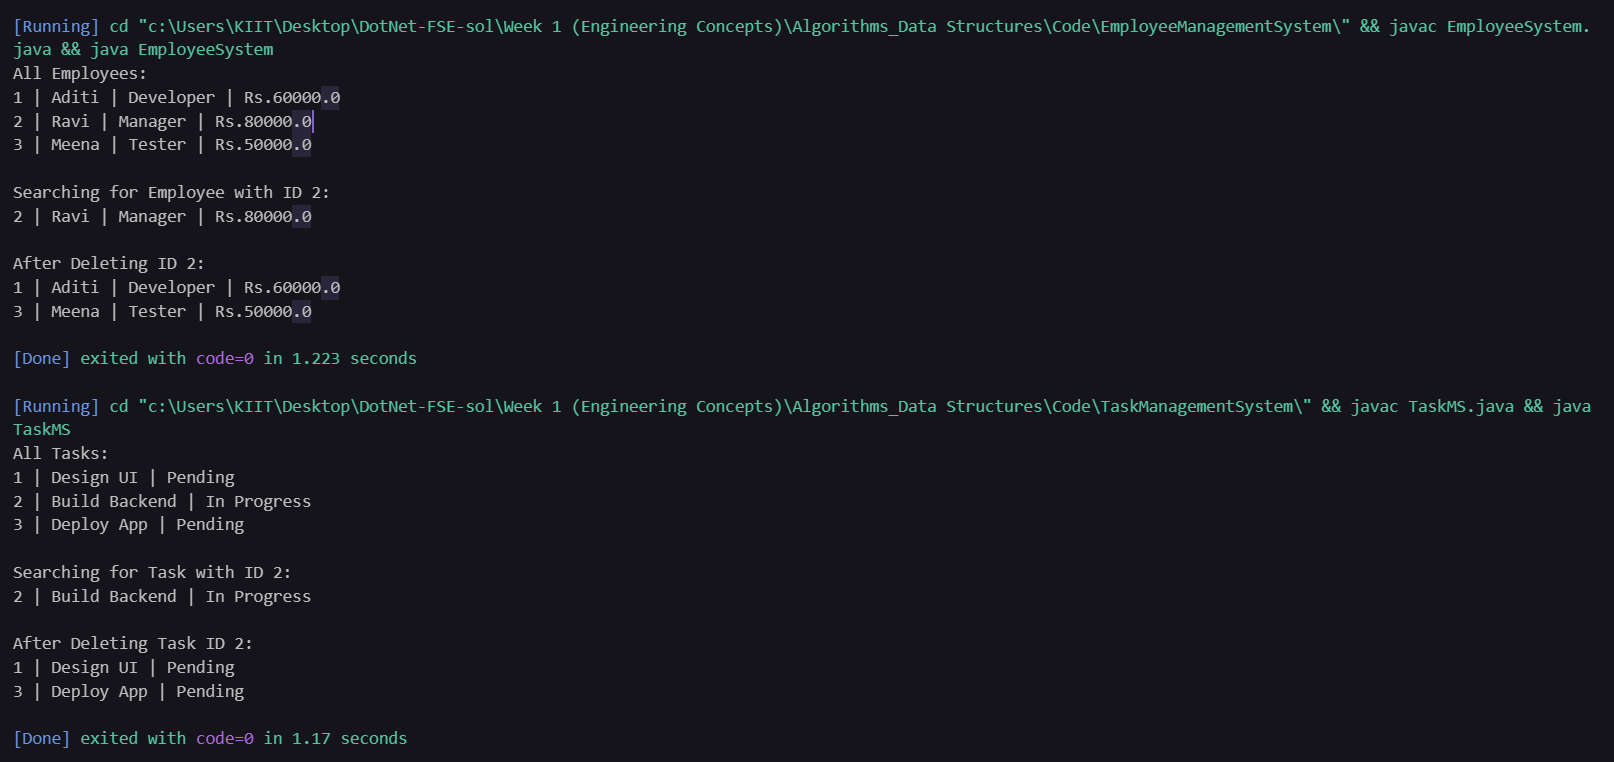 [Running] cd "c:\Users\KIIT\Desktop\DotNet-FSE-sol\Week 1 (Engineering Concepts)\Algorithms_Data Structures\Code\EmployeeManagementSystem\" && javac EmployeeSystem.
java && java EmployeeSystem
All Employees:
1 | Aditi | Developer | Rs.60000.0
2 | Ravi | Manager | Rs.80000.0
3 | Meena | Tester | Rs.50000.0

Searching for Employee with ID 2:
2 | Ravi | Manager | Rs.80000.0

After Deleting ID 2:
1 | Aditi | Developer | Rs.60000.0
3 | Meena | Tester | Rs.50000.0

[Done] exited with code=0 in 1.223 seconds

[Running] cd "c:\Users\KIIT\Desktop\DotNet-FSE-sol\Week 1 (Engineering Concepts)\Algorithms_Data Structures\Code\TaskManagementSystem\" && javac TaskMS.java && java
TaskMS
All Tasks:
1 | Design UI | Pending
2 | Build Backend | In Progress
3 | Deploy App | Pending

Searching for Task with ID 2:
2 | Build Backend | In Progress

After Deleting Task ID 2:
1 | Design UI | Pending
3 | Deploy App | Pending

[Done] exited with code=0 in 1.17 seconds